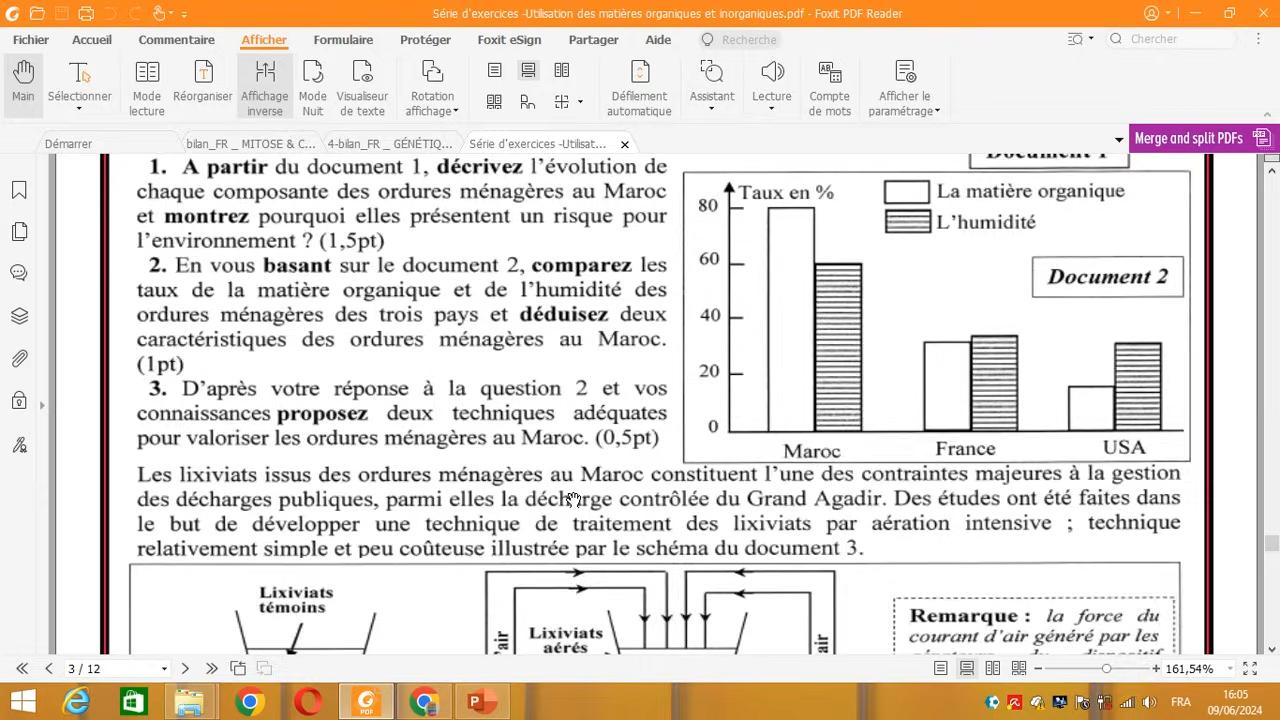 Série d'exercices -Utilisation des matières organiques et inorganiques.pdf - Foxit PDF Reader
Fichier Accueil Commentaire Afficher Formulaire Protéger Foxit eSign Partager Aide Recherche Chercher
Main
Sélectionner
Mode lecture
Réorganiser
Affichage inverse
Mode Nuit
Visualiseur de texte
Rotation affichage
Défilement automatique
Assistant
Lecture
Compte de mots
Afficher le paramétrage
Démarrer bilan_FR _ MITOSE & C... 4-bilan_FR _ GÉNÉTIQ... Série d'exercices -Utilisat...
Merge and split PDFs
Document 1
1. A partir du document 1, décrivez l'évolution de
chaque composante des ordures ménagères au Maroc
et montrez pourquoi elles présentent un risque pour
l'environnement ? (1,5pt)
2. En vous basant sur le document 2, comparez les
taux de la matière organique et de l'humidité des
ordures ménagères des trois pays et déduisez deux
caractéristiques des ordures ménagères au Maroc.
(1pt)
3. D'après votre réponse à la question 2 et vos
connaissances proposez deux techniques adéquates
pour valoriser les ordures ménagères au Maroc. (0,5pt)
Taux en %
La matière organique
L'humidité
Document 2
80
60
40
20
0
Maroc France USA
Les lixiviats issus des ordures ménagères au Maroc constituent l'une des contraintes majeures à la gestion
des décharges publiques, parmi elles la décharge contrôlée du Grand Agadir. Des études ont été faites dans
le but de développer une technique de traitement des lixiviats par aération intensive ; technique
relativement simple et peu coûteuse illustrée par le schéma du document 3.
Lixiviats
témoins
Lixiviats
aérés
Remarque : la force du
courant d'air généré par les
3 / 12
161,54%
FRA
16:05
09/06/2024